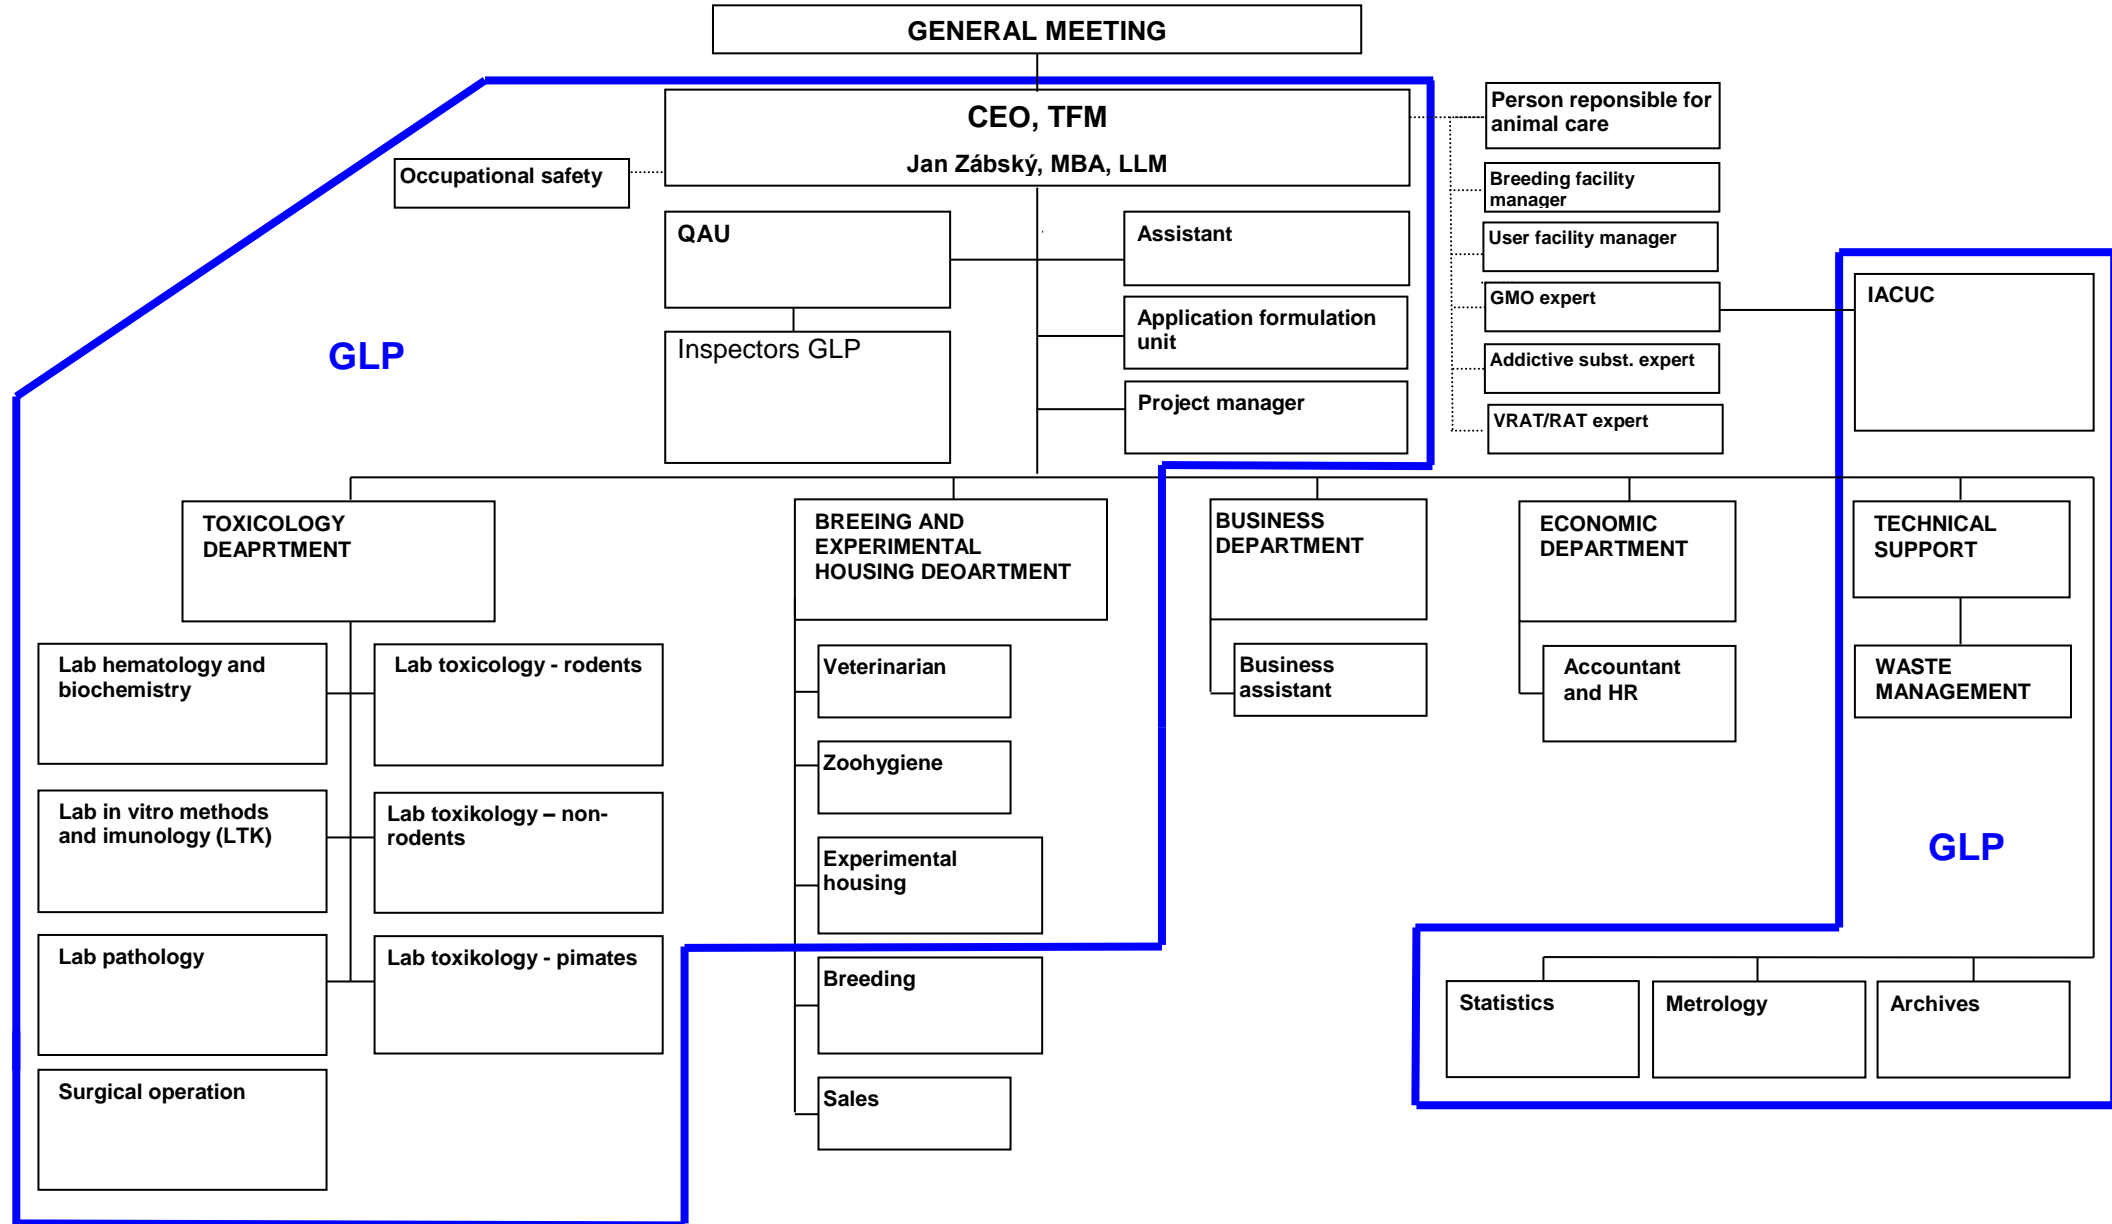 GENERAL MEETING
CEO, TFM
Jan Zábský, MBA, LLM
Occupational safety
Person reponsible for
animal care
Breeding facility
manager
User facility manager
GMO expert
Addictive subst. expert
VRAT/RAT expert
IACUC
QAU
Assistant
Inspectors GLP
Application formulation
unit
Project manager
GLP
TOXICOLOGY
DEAPRTMENT
BREEING AND
EXPERIMENTAL
HOUSING DEOARTMENT
BUSINESS
DEPARTMENT
ECONOMIC
DEPARTMENT
TECHNICAL
SUPPORT
Lab hematology and
biochemistry
Lab toxicology - rodents
Lab in vitro methods
and imunology (LTK)
Lab toxikology – non-
rodents
Lab pathology
Lab toxikology - pimates
Surgical operation
Veterinarian
Zoohygiene
Experimental
housing
Breeding
Sales
Business
assistant
Accountant
and HR
WASTE
MANAGEMENT
GLP
Statistics
Metrology
Archives